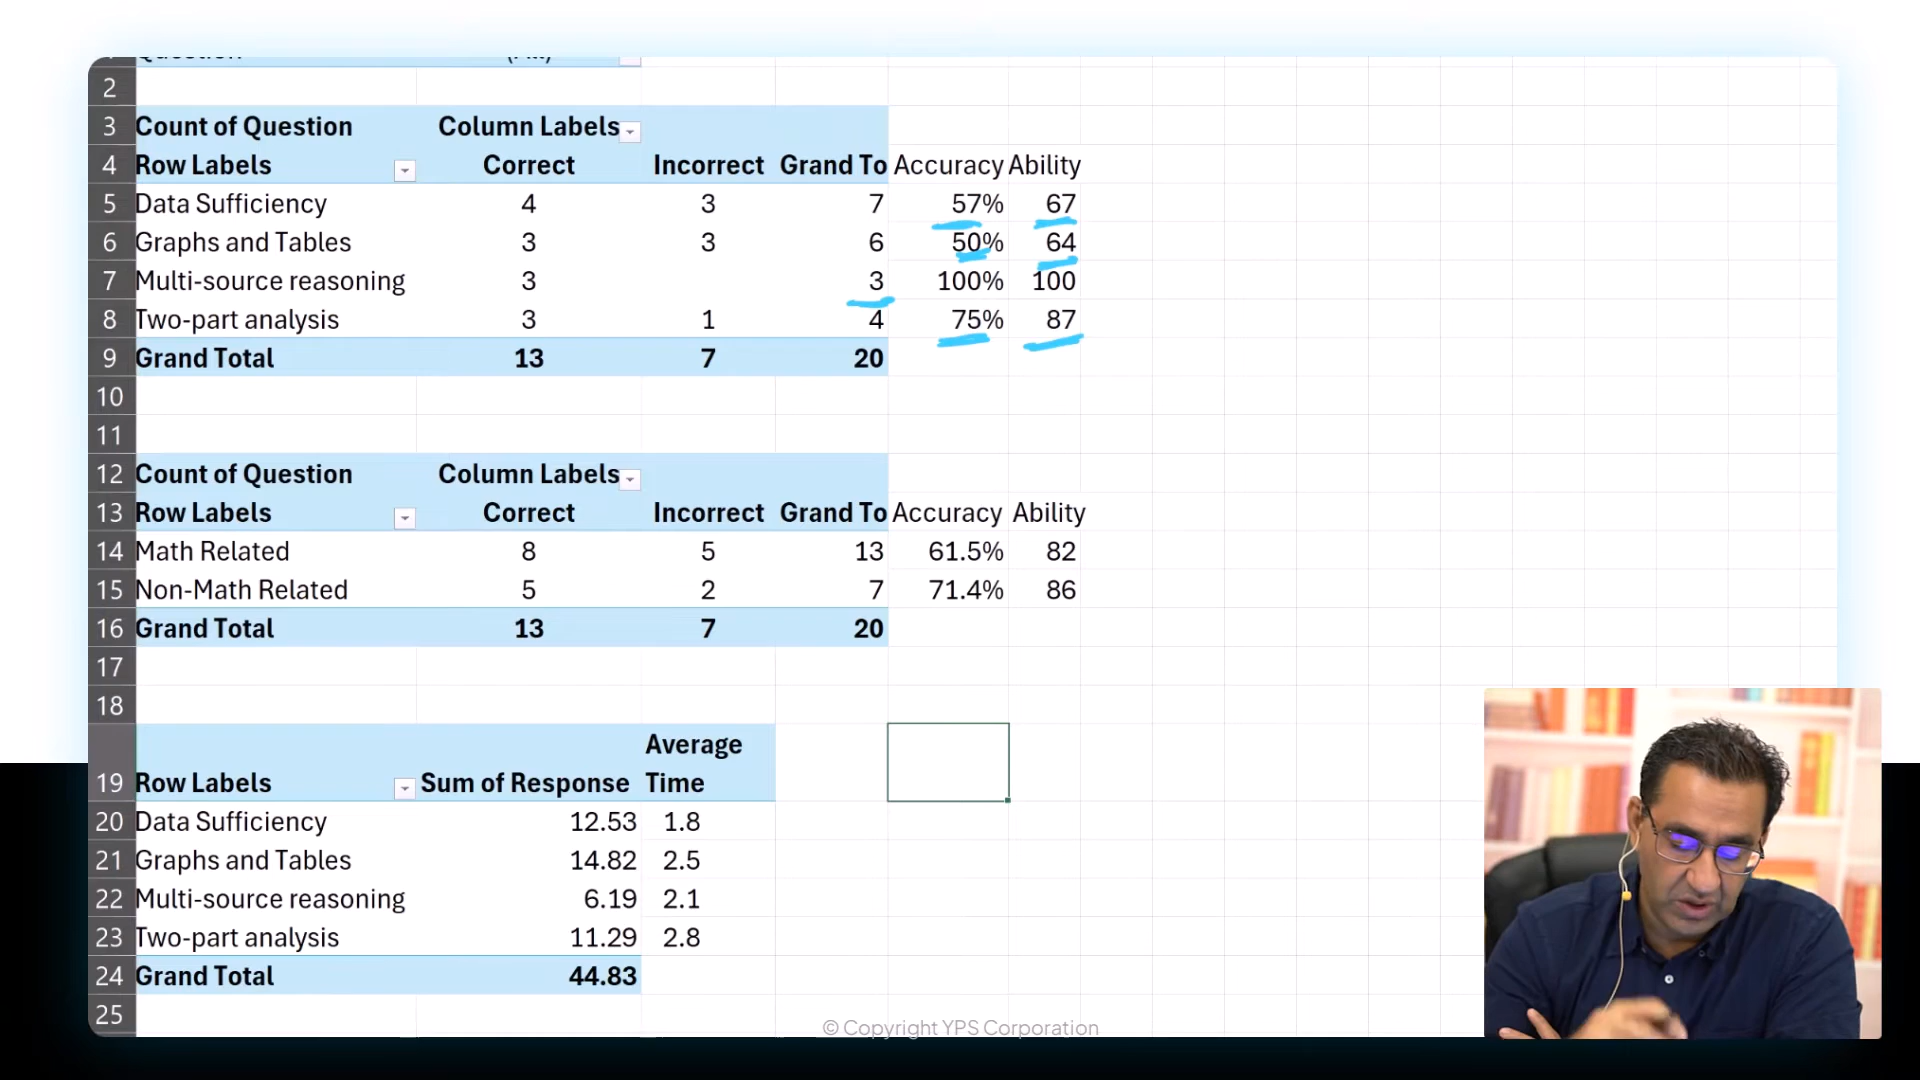 2
3 Count of Question Column Labels
4 Row Labels Correct Incorrect Grand To Accuracy Ability
5 Data Sufficiency 4 3 7 57% 67
6 Graphs and Tables 3 3 6 50% 64
7 Multi-source reasoning 3 3 100% 100
8 Two-part analysis 3 1 4 75% 87
9 Grand Total 13 7 20
10
11
12 Count of Question Column Labels
13 Row Labels Correct Incorrect Grand To Accuracy Ability
14 Math Related 8 5 13 61.5% 82
15 Non-Math Related 5 2 7 71.4% 86
16 Grand Total 13 7 20
17
18
19 Row Labels Sum of Response Average Time
20 Data Sufficiency 12.53 1.8
21 Graphs and Tables 14.82 2.5
22 Multi-source reasoning 6.19 2.1
23 Two-part analysis 11.29 2.8
24 Grand Total 44.83
25
© Copyright YPS Corporation